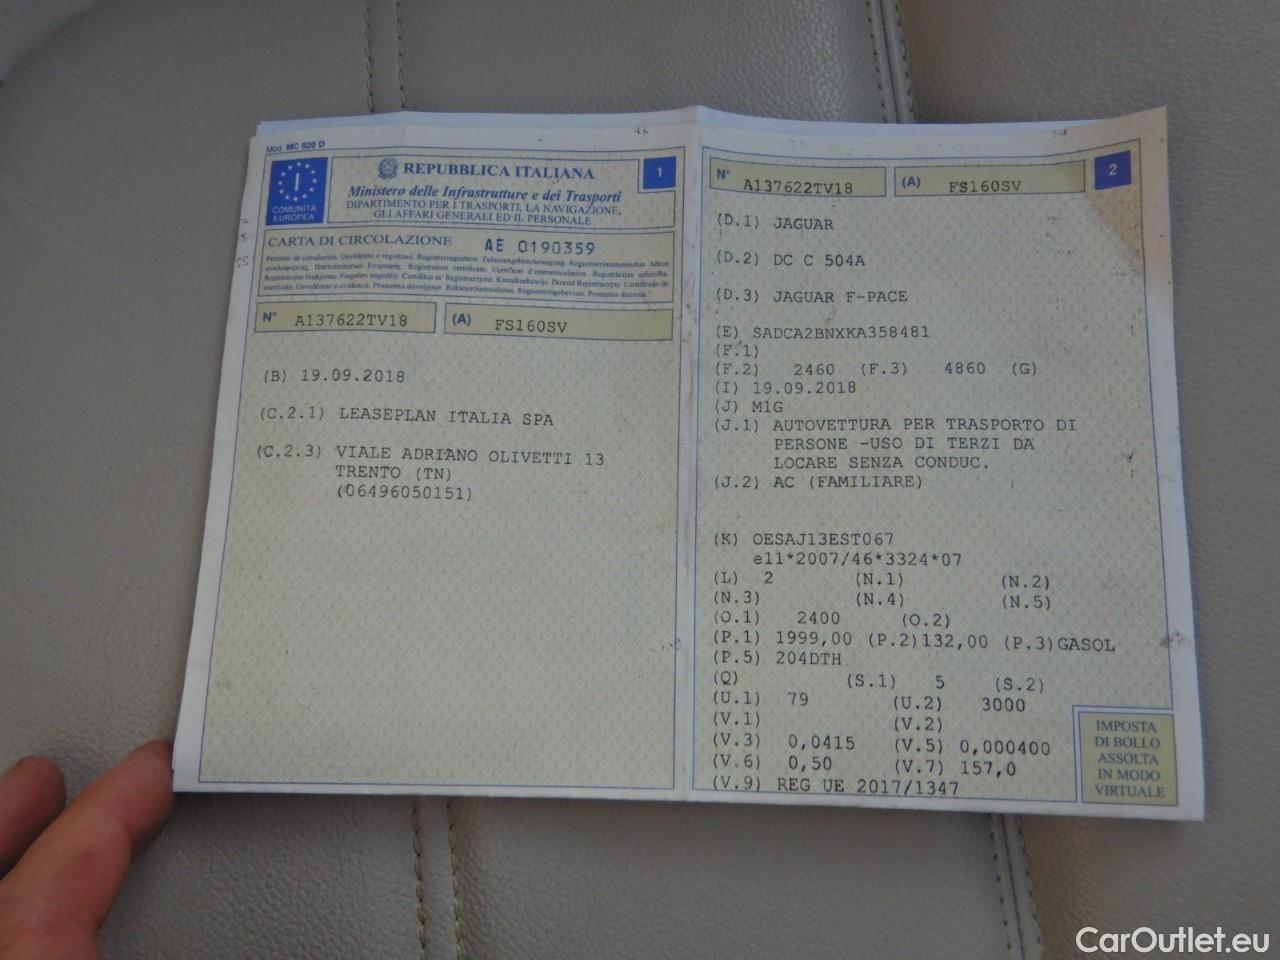 Mod. MC 820 D
COMUNITÀ
EUROPEA
REPUBBLICA ITALIANA
1
Ministero delle Infrastrutture e dei Trasporti
DIPARTIMENTO PER I TRASPORTI, LA NAVIGAZIONE,
GLI AFFARI GENERALI ED IL PERSONALE
CARTA DI CIRCOLAZIONE AE 0190359
N° A137622TV18 (A) FS160SV
(B) 19.09.2018
(C.2.1) LEASEPLAN ITALIA SPA
(C.2.3) VIALE ADRIANO OLIVETTI 13
TRENTO (TN)
(06496050151)
N° A137622TV18 (A) FS160SV
2
(D.1) JAGUAR
(D.2) DC C 504A
(D.3) JAGUAR F-PACE
(E) SADCA2BNXKA358481
(F.1)
(F.2) 2460 (F.3) 4860 (G)
(I) 19.09.2018
(J) M1G
(J.1) AUTOVETTURA PER TRASPORTO DI
PERSONE -USO DI TERZI DA
LOCARE SENZA CONDUC.
(J.2) AC (FAMILIARE)
(K) OESAJ13EST067
e11*2007/46*3324*07
(L) 2 (N.1) (N.2)
(N.3) (N.4) (N.5)
(O.1) 2400 (O.2)
(P.1) 1999,00 (P.2)132,00 (P.3)GASOL
(P.5) 204DTH
(Q) (S.1) 5 (S.2)
(U.1) 79 (U.2) 3000
(V.1) (V.2)
(V.3) 0,0415 (V.5) 0,000400
(V.6) 0,50 (V.7) 157,0
(V.9) REG UE 2017/1347
IMPOSTA
DI BOLLO
ASSOLTA
IN MODO
VIRTUALE
CarOutlet.eu